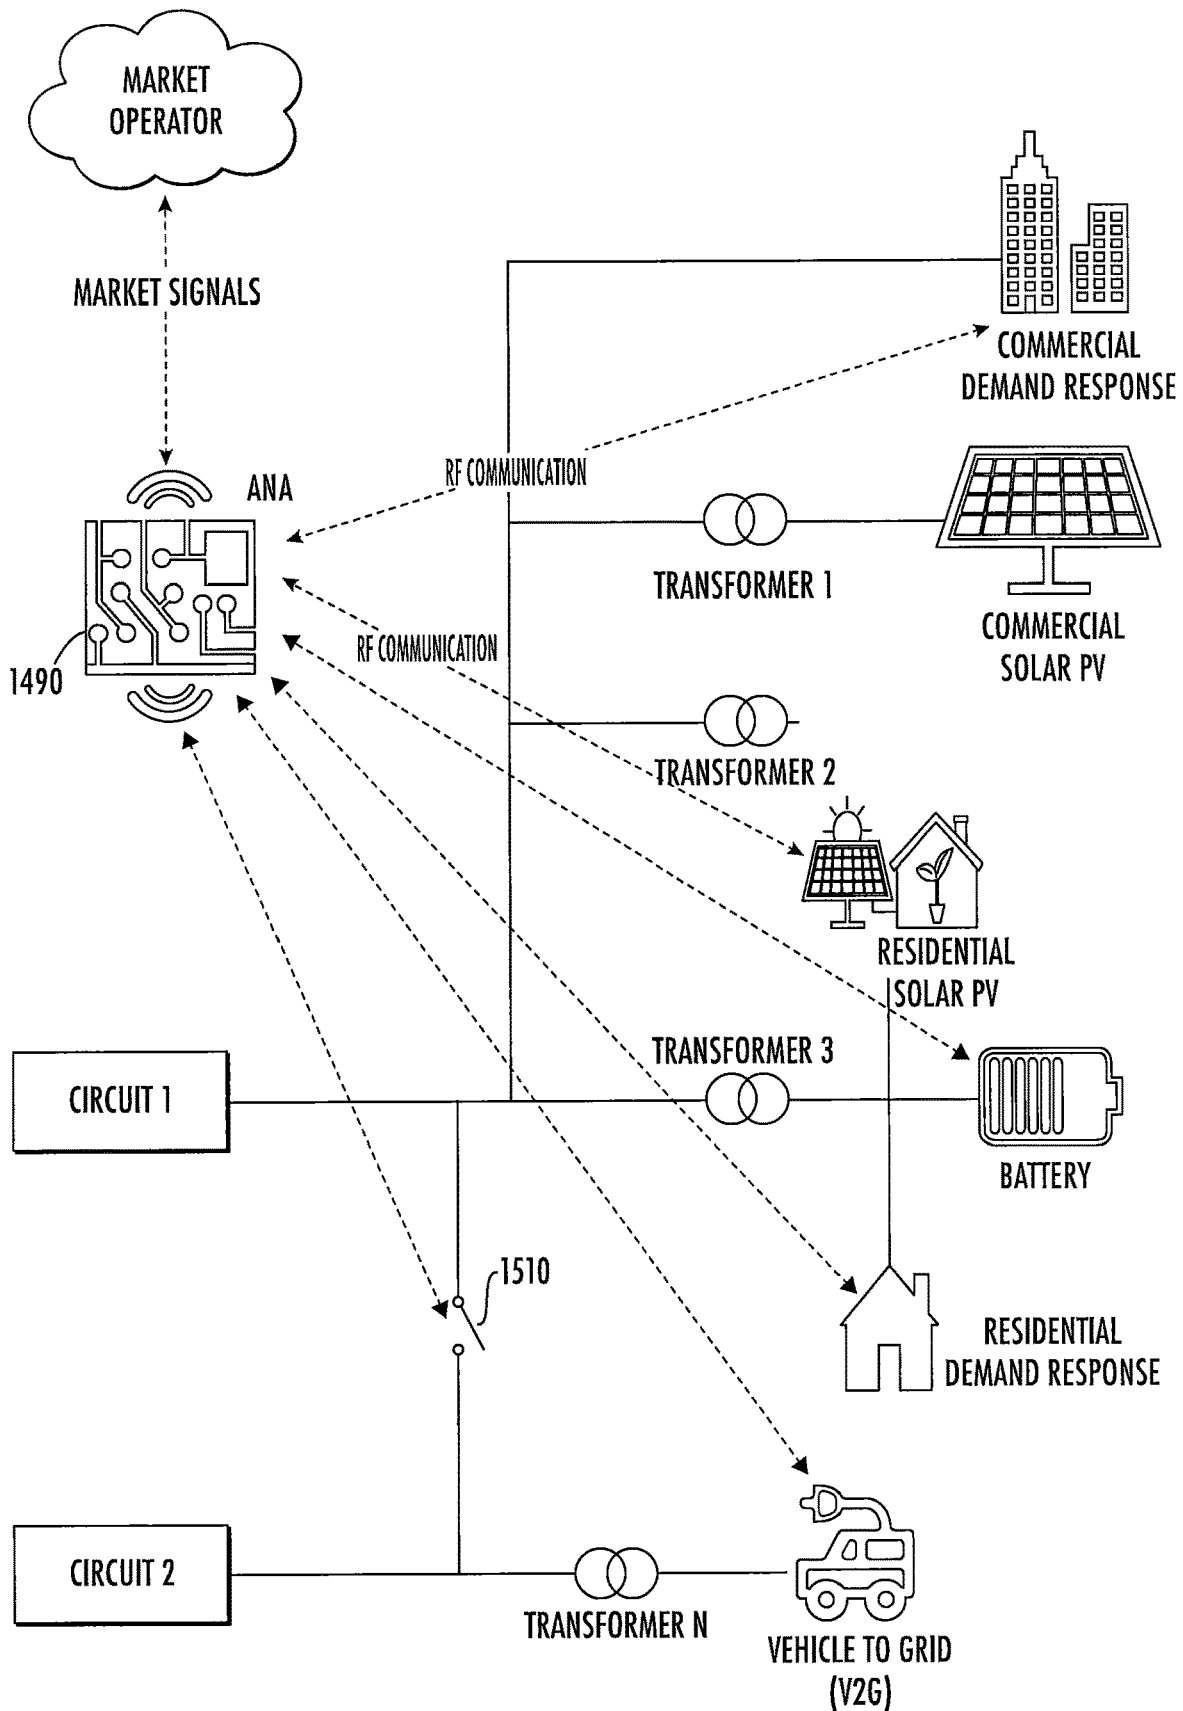 MARKET
OPERATOR
MARKET SIGNALS
COMMERCIAL
DEMAND RESPONSE
RF COMMUNICATION
ANA
TRANSFORMER 1
COMMERCIAL
SOLAR PV
RF COMMUNICATION
1490
TRANSFORMER 2
RESIDENTIAL
SOLAR PV
TRANSFORMER 3
CIRCUIT 1
BATTERY
1510
RESIDENTIAL
DEMAND RESPONSE
CIRCUIT 2
TRANSFORMER N
VEHICLE TO GRID
(V2G)